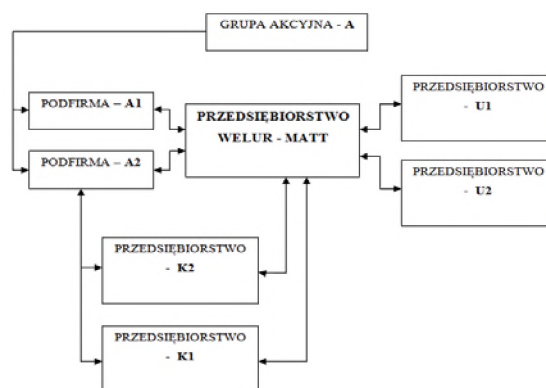 GRUPA AKCYJNA - A
PODFIRMA – A1
PRZEDSIĘBIORSTWO
WELUR - MATT
PRZEDSIĘBIORSTWO
- U1
PODFIRMA – A2
PRZEDSIĘBIORSTWO
- U2
PRZEDSIĘBIORSTWO
- K2
PRZEDSIĘBIORSTWO
- K1